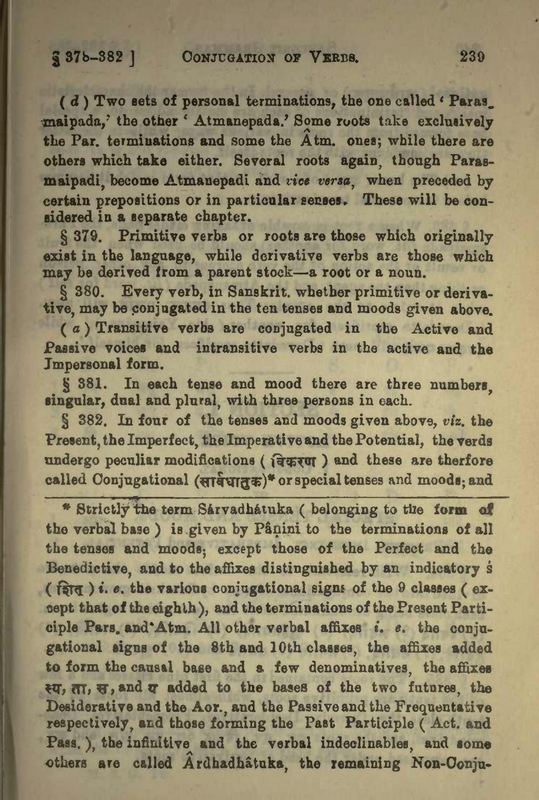 § 378–382 ] CONJUGATION OF VERBS. 239
( d ) Two sets of personal terminations, the one called ‘ Paras-
maipada,’ the other ‘ Atmanepada.’ Some roots take exclusively
the Par. terminations and some the Âtm. ones; while there are
others which take either. Several roots again, though Paras-
maipadi, become Atmanepadi and vice versa, when preceded by
certain prepositions or in particular senses. These will be con-
sidered in a separate chapter.
§ 379. Primitive verbs or roots are those which originally
exist in the language, while derivative verbs are those which
may be derived from a parent stock—a root or a noun.
§ 380. Every verb, in Sanskrit. whether primitive or deriva-
tive, may be conjugated in the ten tenses and moods given above.
( a ) Transitive verbs are conjugated in the Active and
Passive voices and intransitive verbs in the active and the
Impersonal form.
§ 381. In each tense and mood there are three numbers,
singular, dual and plural, with three persons in each.
§ 382. In four of the tenses and moods given above, viz. the
Present, the Imperfect, the Imperative and the Potential, the verds
undergo peculiar modifications ( विकरण ) and these are therfore
called Conjugational (सार्वधातुक)* or special tenses and moods; and
* Strictly the term Sárvadhátuka ( belonging to the form of
the verbal base ) is given by Pâṇini to the terminations of all
the tenses and moods; except those of the Perfect and the
Benedictive, and to the affixes distinguished by an indicatory ś
( शित् ) i. e. the various conjugational signs of the 9 classes ( ex-
cept that of the eighth ), and the terminations of the Present Parti-
ciple Pars. and Atm. All other verbal affixes i. e. the conju-
gational signs of the 8th and 10th classes, the affixes added
to form the causal base and a few denominatives, the affixes
स्य, ता, स, and य added to the bases of the two futures, the
Desiderative and the Aor., and the Passive and the Frequentative
respectively, and those forming the Past Participle ( Act. and
Pass. ), the infinitive and the verbal indeclinables, and some
others are called Ârdhadhâtuka, the remaining Non-Conju-